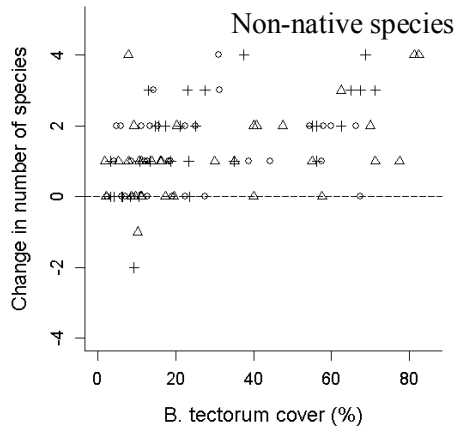 Non-native species
Change in number of species
4
2
0
-2
-4
0 20 40 60 80
B. tectorum cover (%)